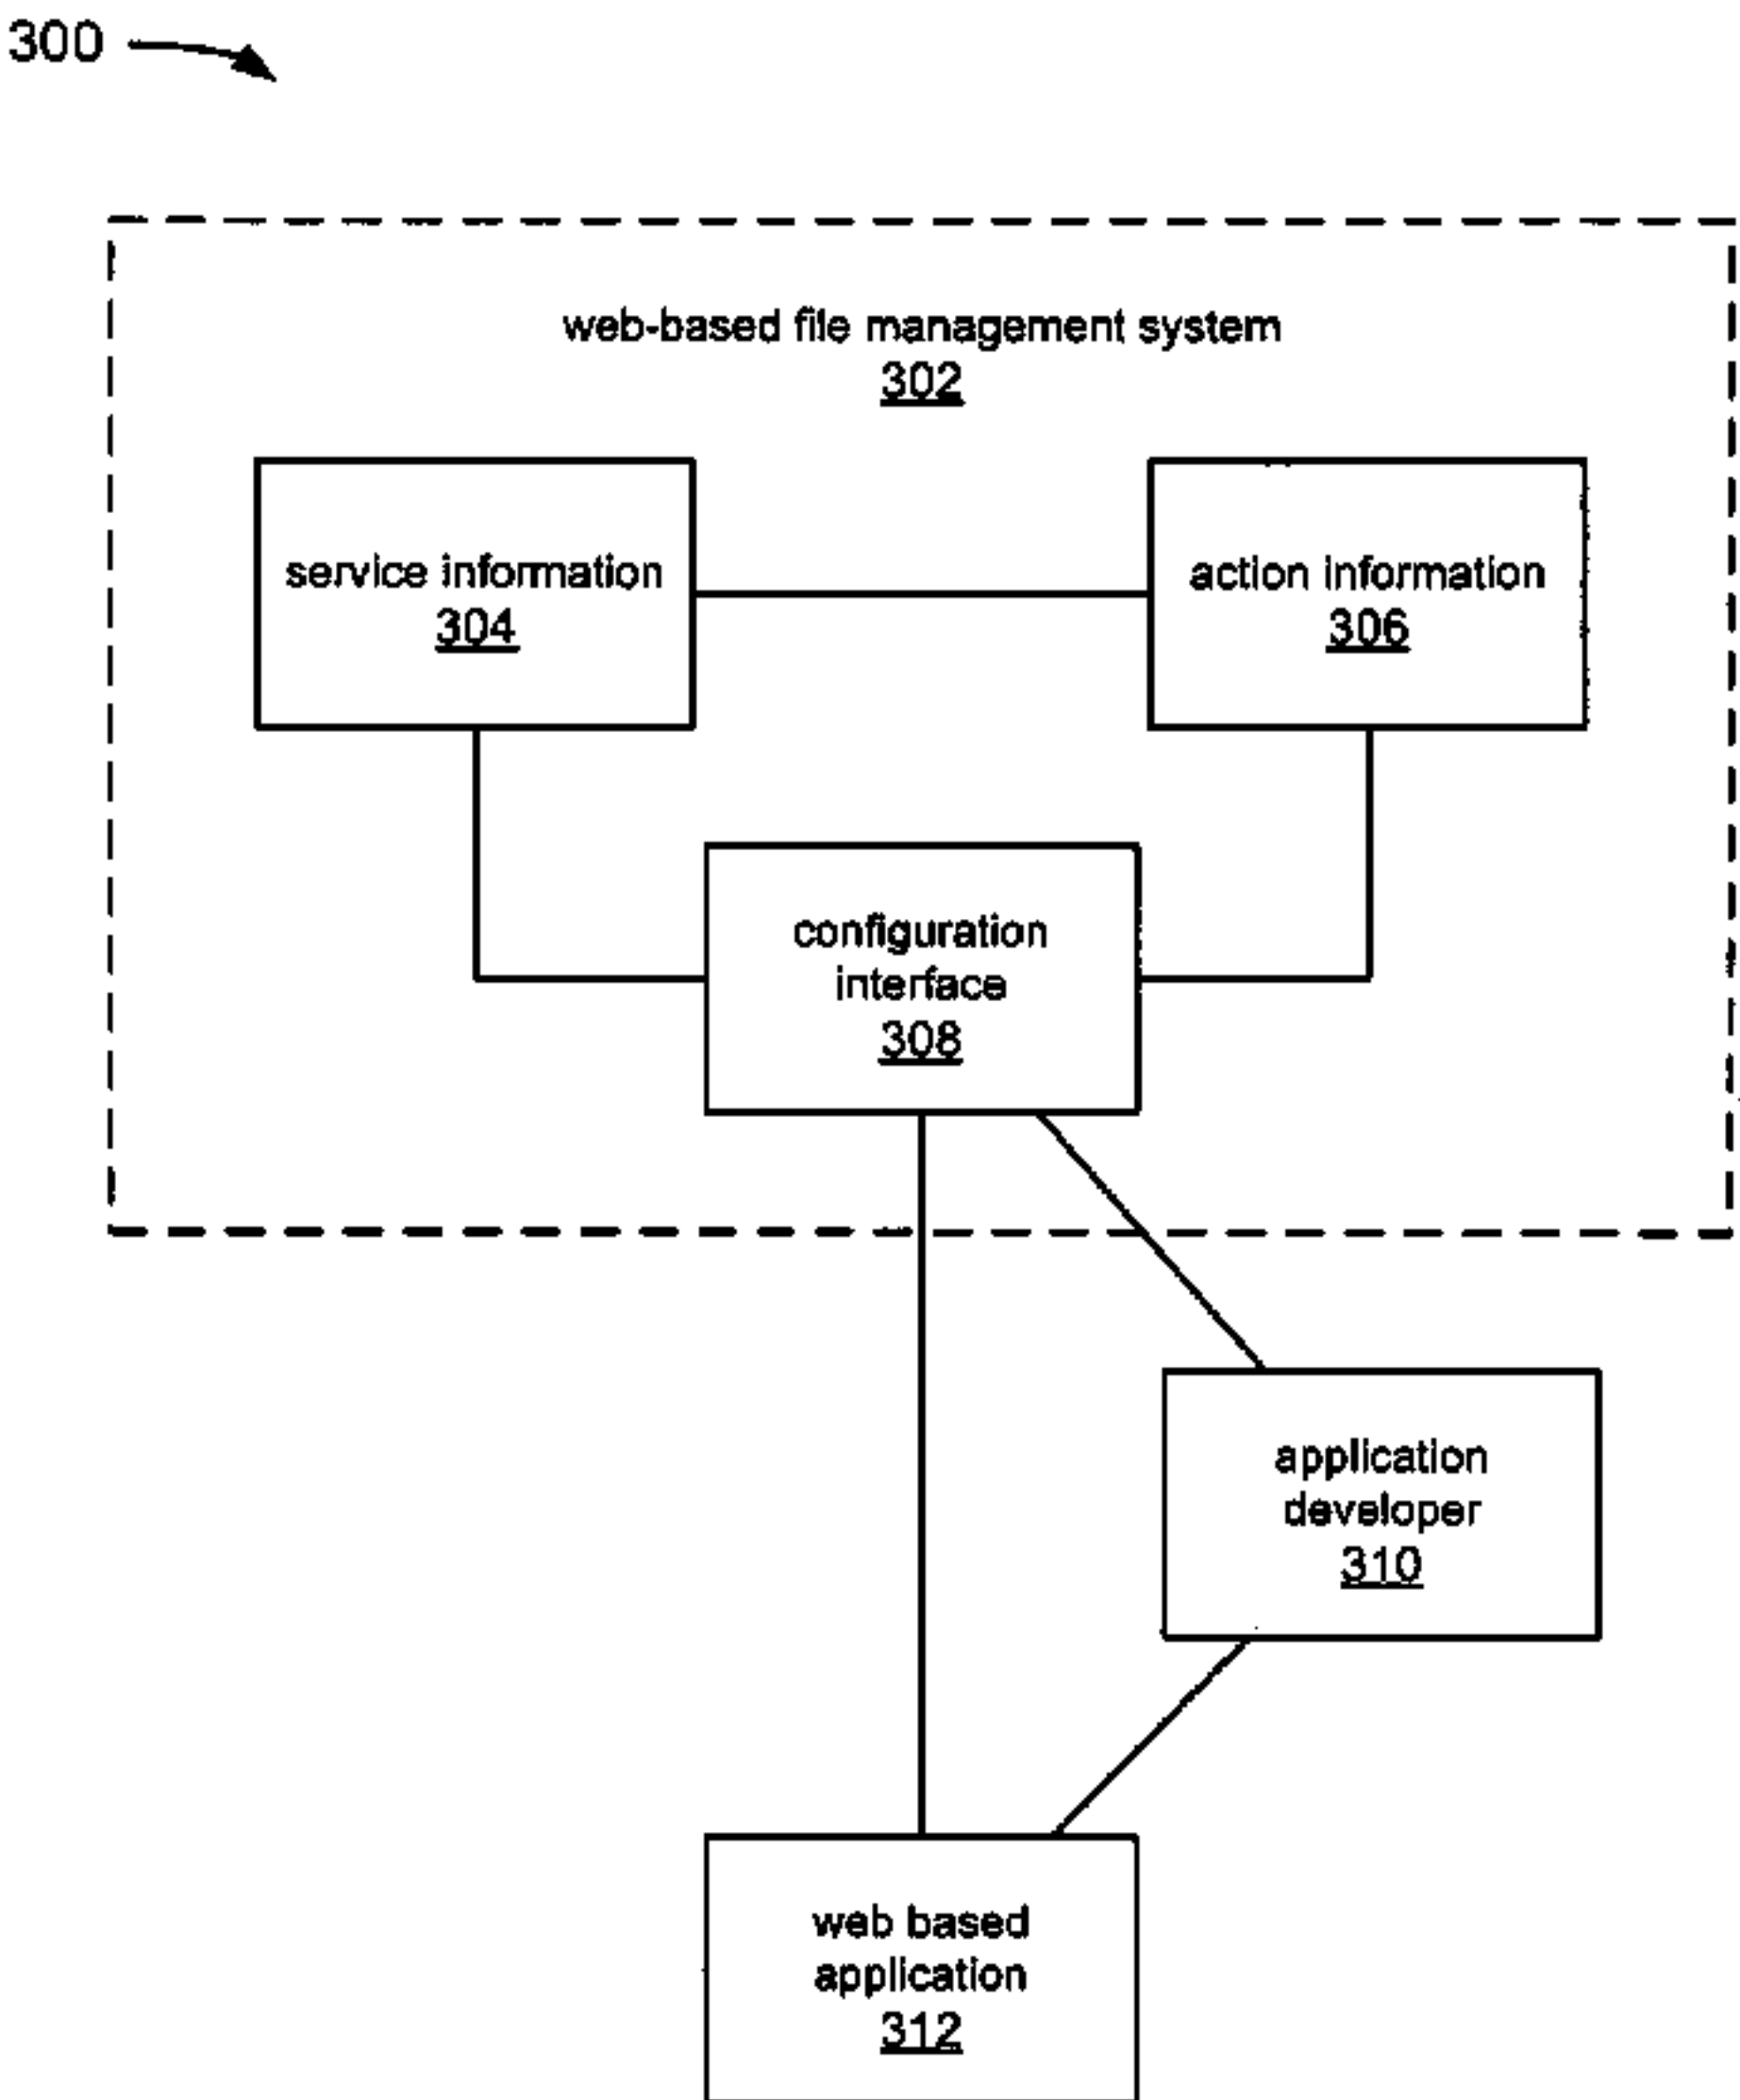 300
web-based file management system
302
service information
304
action information
306
configuration
interface
308
application
developer
310
web based
application
312